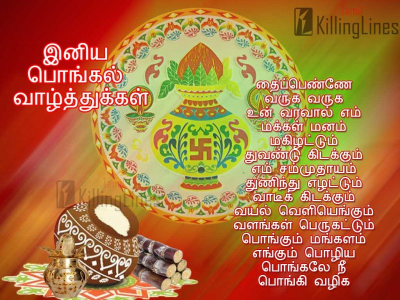 KillingLines
இனிய
பொங்கல்
வாழ்த்துக்கள்
தைப்பெண்ணே
வருக வருக
உன் வரவால் எம்
மக்கள் மனம்
மகிழட்டும்
துவண்டு கிடக்கும்
எம் சமுமுதாயம்
துணிந்து எழட்டும்
வாடிக் கிடக்கும்
வயல் வெளியெங்கும்
வளங்கள் பெருகட்டும்
பொங்கும் மங்களம்
எங்கும் பொழிய
பொங்கலே நீ
பொங்கி வழிக
KillingLines